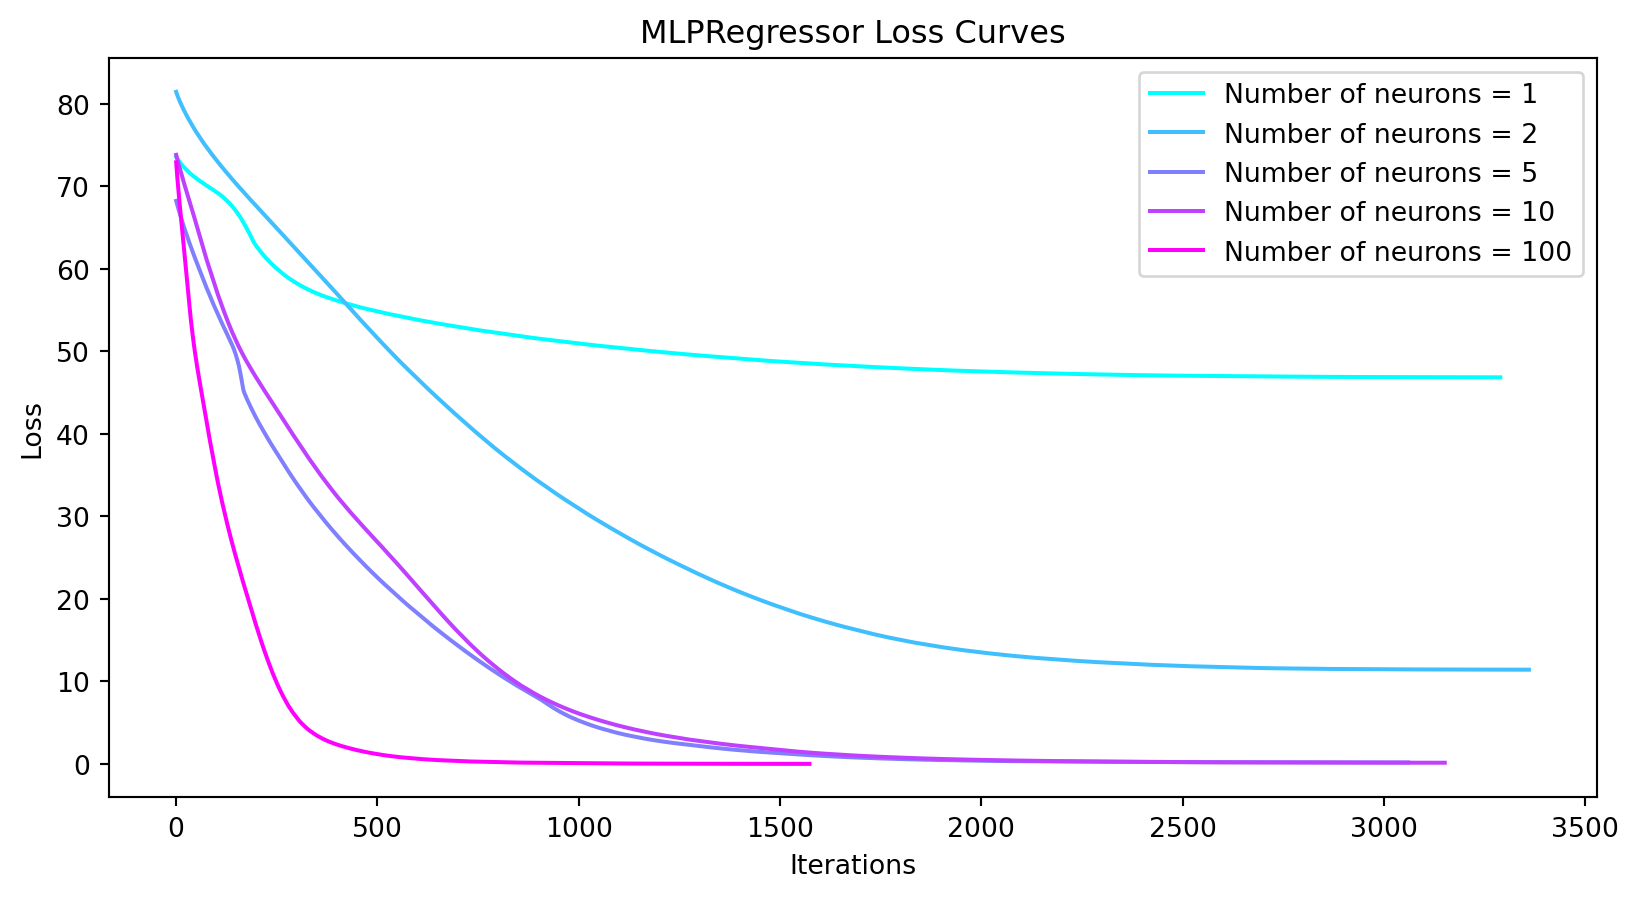 MLPRegressor Loss Curves
Number of neurons = 1
Number of neurons = 2
Number of neurons = 5
Number of neurons = 10
Number of neurons = 100
Loss
80
70
60
50
40
30
20
10
0
0 500 1000 1500 2000 2500 3000 3500
Iterations